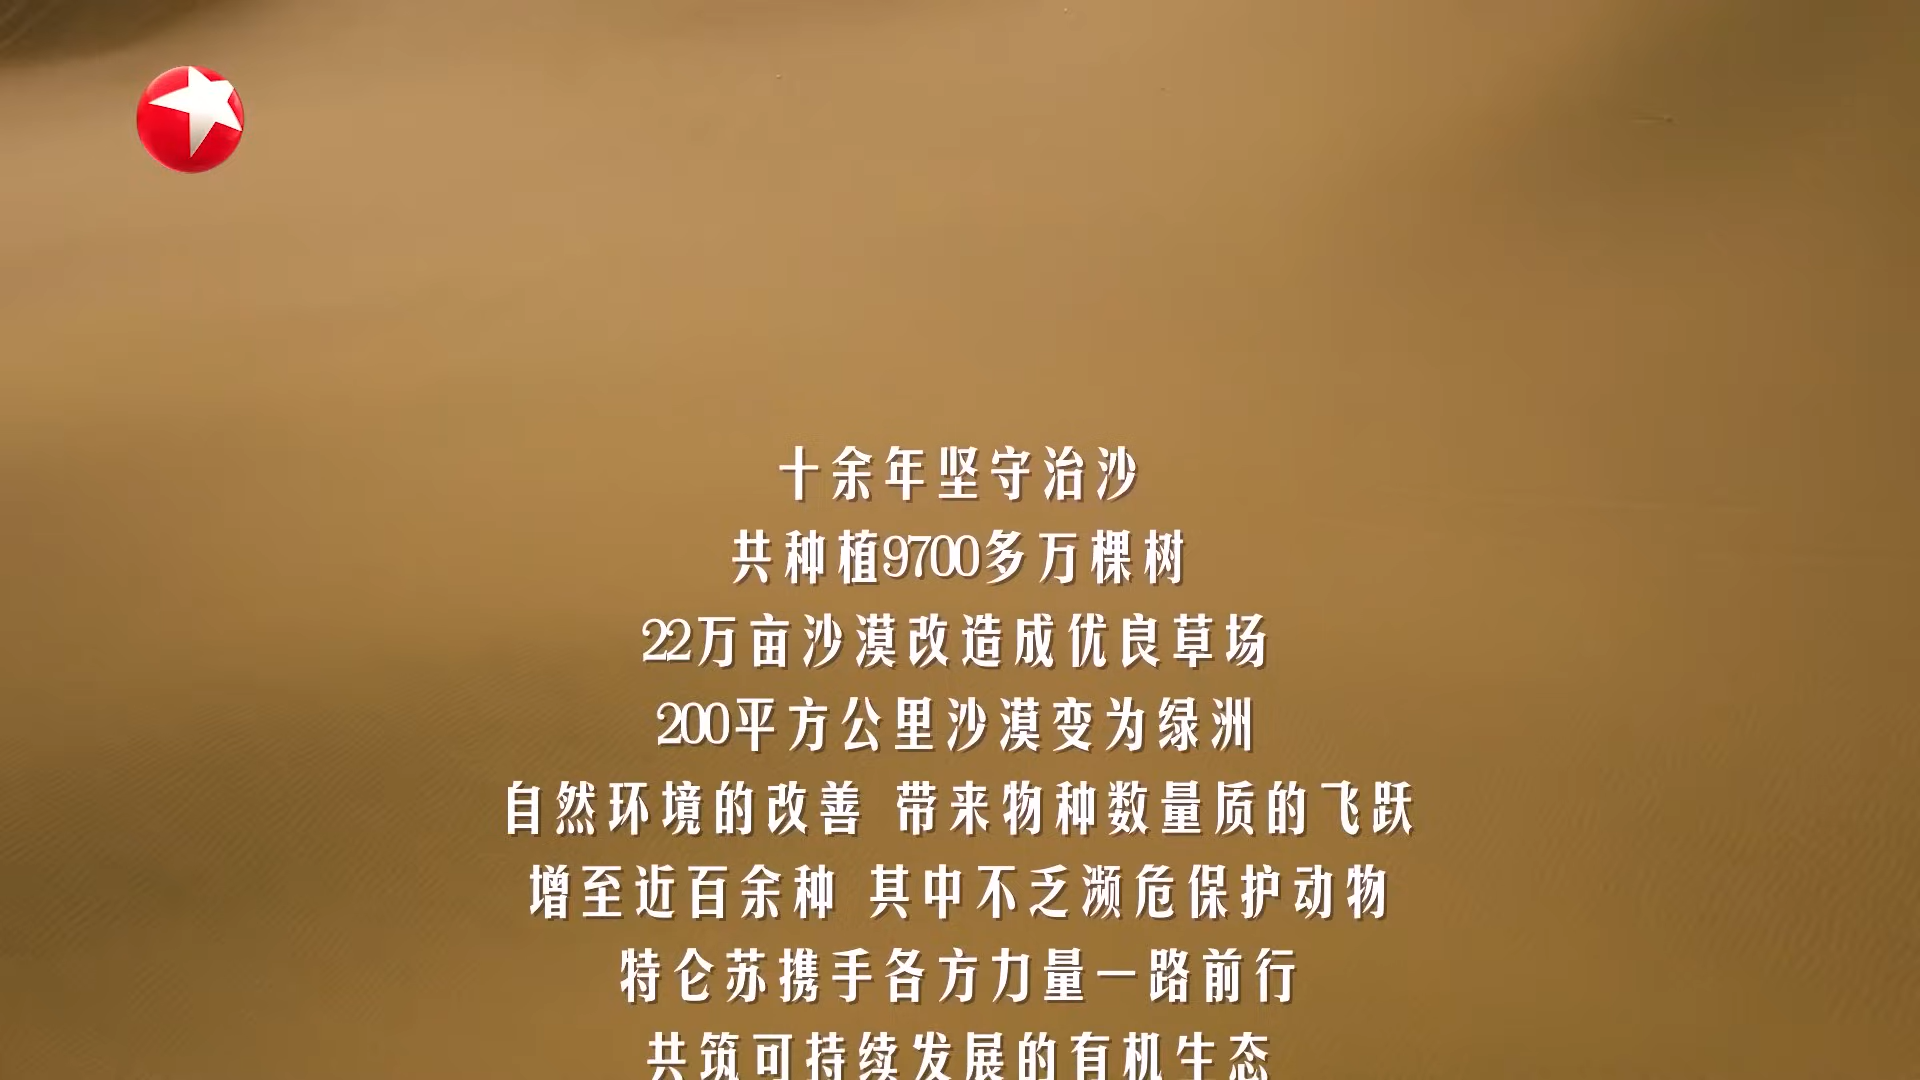 十余年坚守治沙
共种植9700多万棵树
22万亩沙漠改造成优良草场
200平方公里沙漠变为绿洲
自然环境的改善 带来物种数量质的飞跃
增至近百余种 其中不乏濒危保护动物
特仑苏携手各方力量一路前行
共筑可持续发展的有机生态